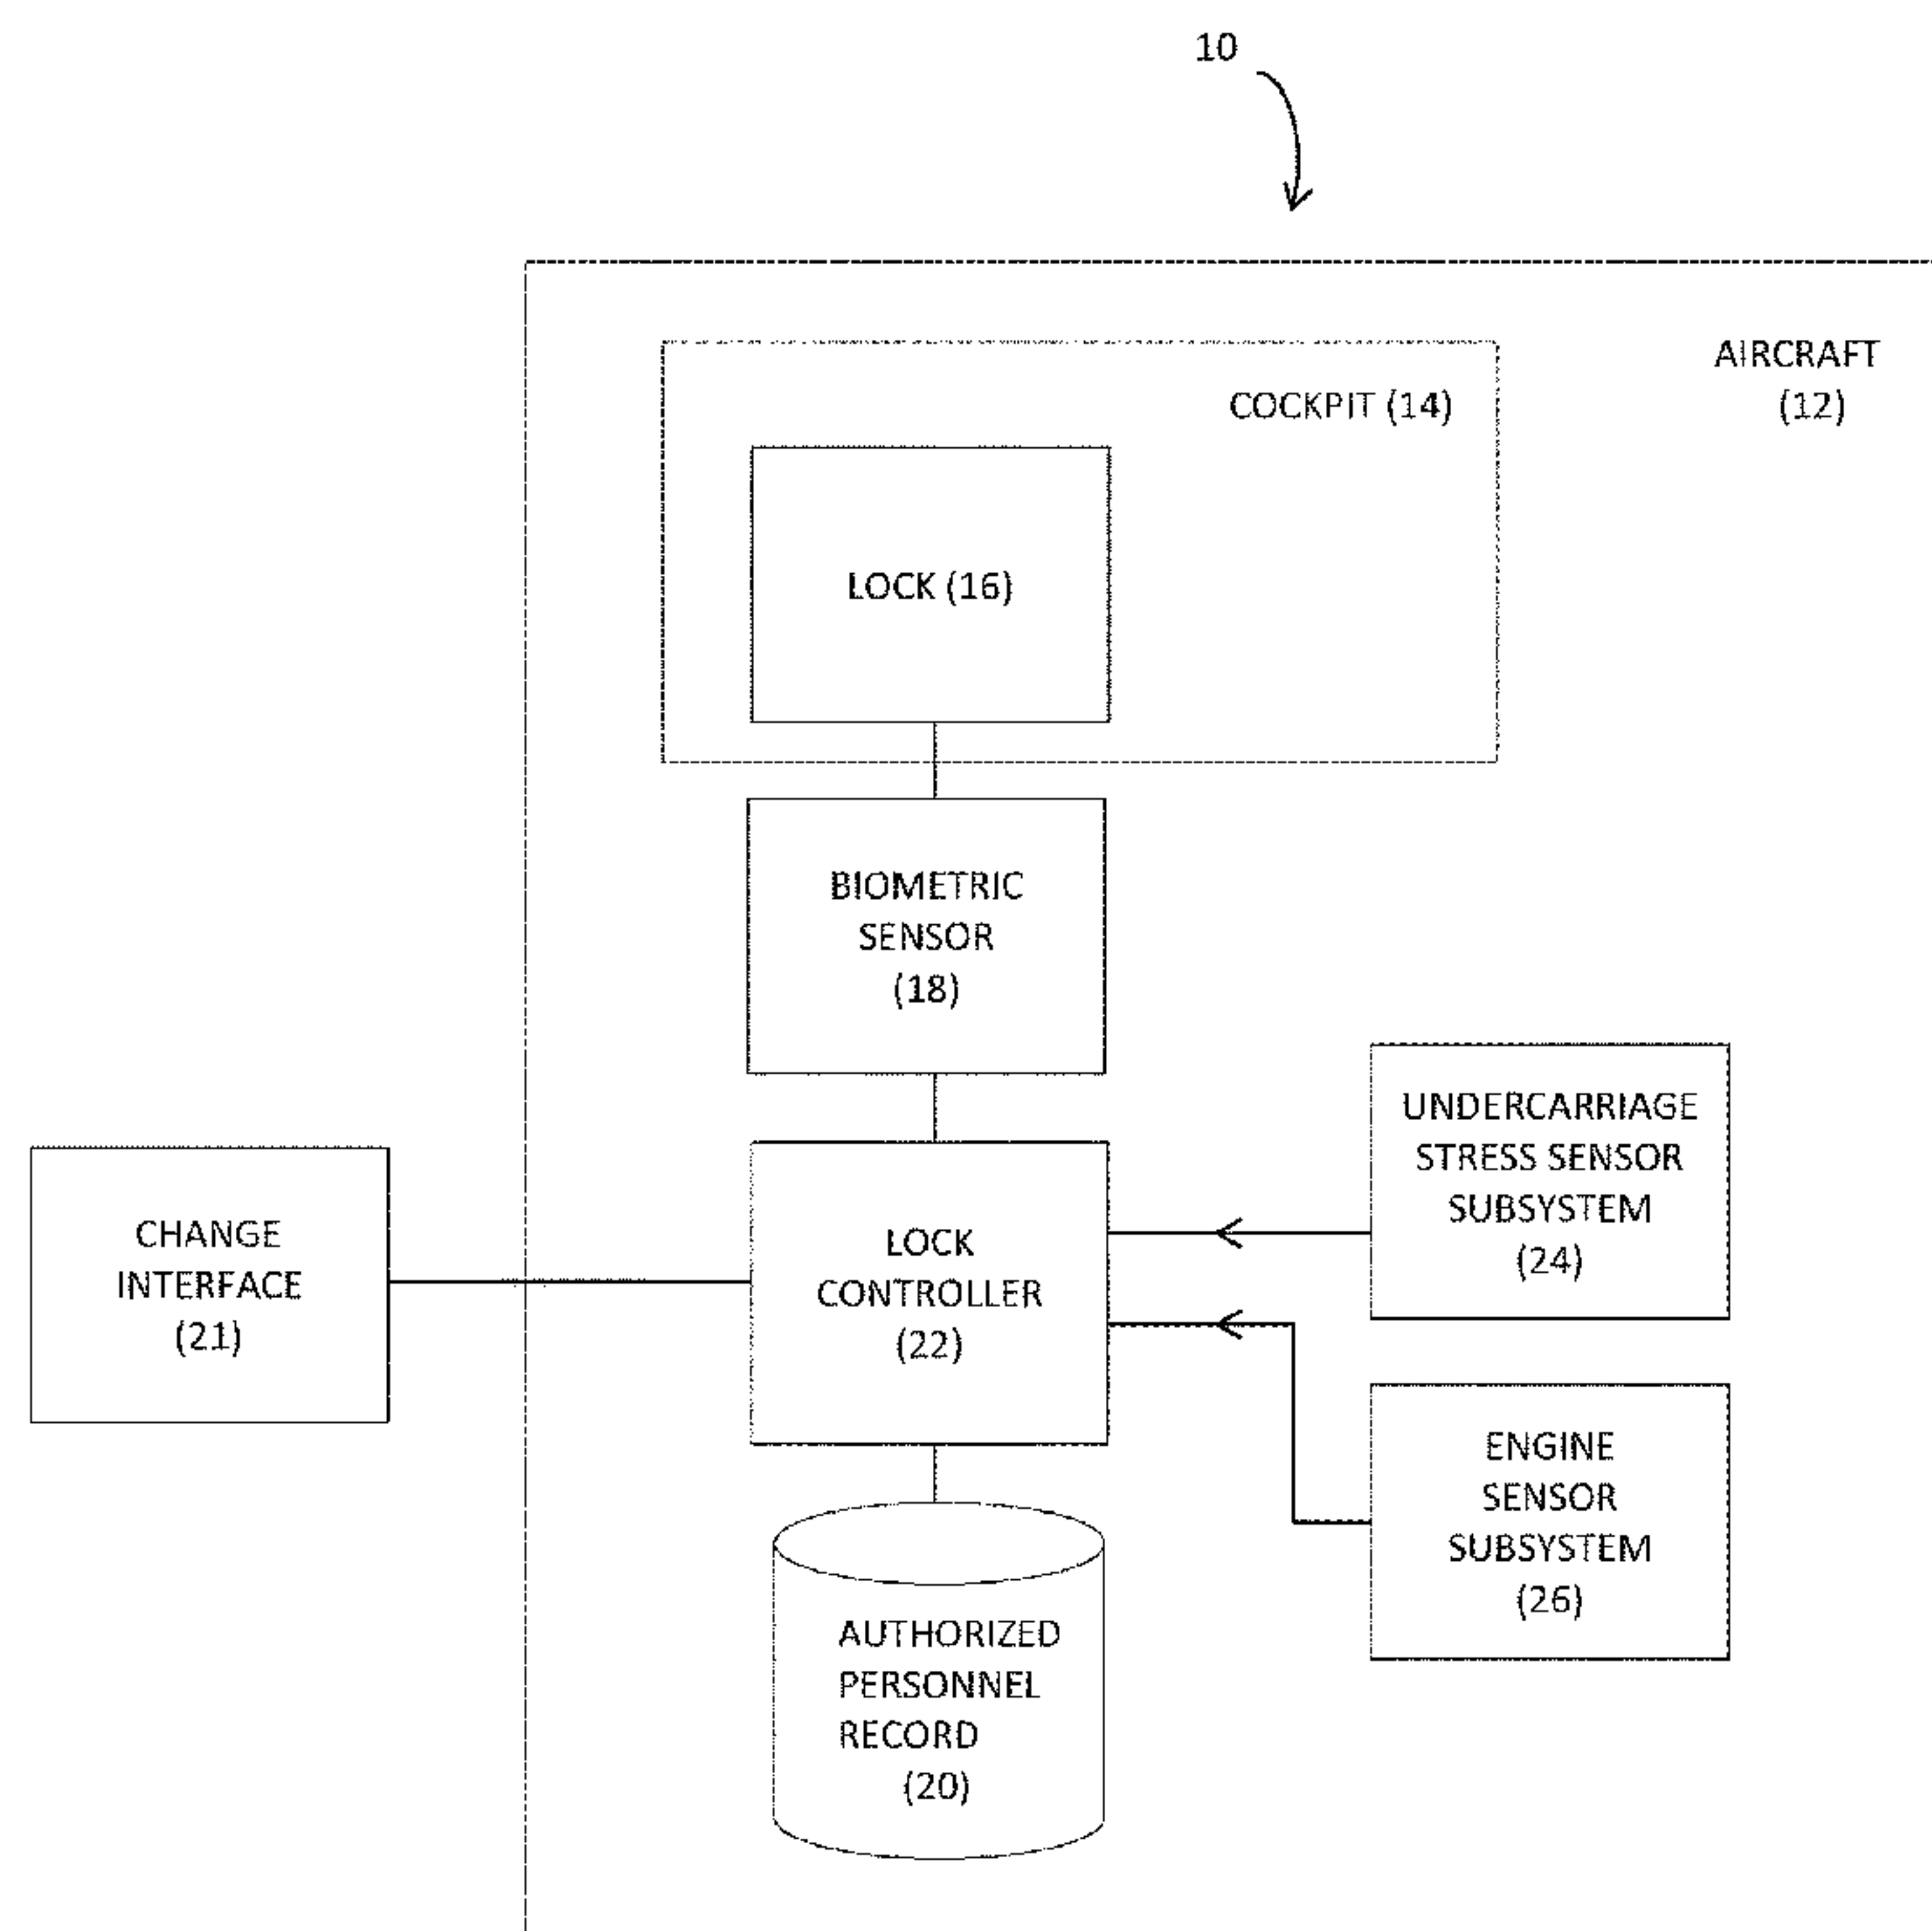 10
AIRCRAFT
(12)
COCKPIT (14)
LOCK (16)
BIOMETRIC
SENSOR
(18)
UNDERCARRIAGE
STRESS SENSOR
SUBSYSTEM
(24)
CHANGE
INTERFACE
(21)
LOCK
CONTROLLER
(22)
ENGINE
SENSOR
SUBSYSTEM
(26)
AUTHORIZED
PERSONNEL
RECORD
(20)